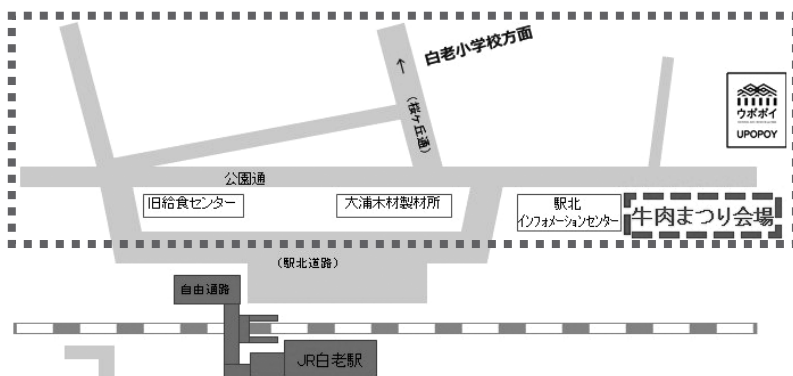 白老小学校方面
↑
(桜ヶ丘通)
ウポポイ
UPOPOY
公園通
旧給食センター
大浦木材製材所
駅北
インフォメーションセンター
牛肉まつり会場
(駅北道路)
自由通路
JR白老駅